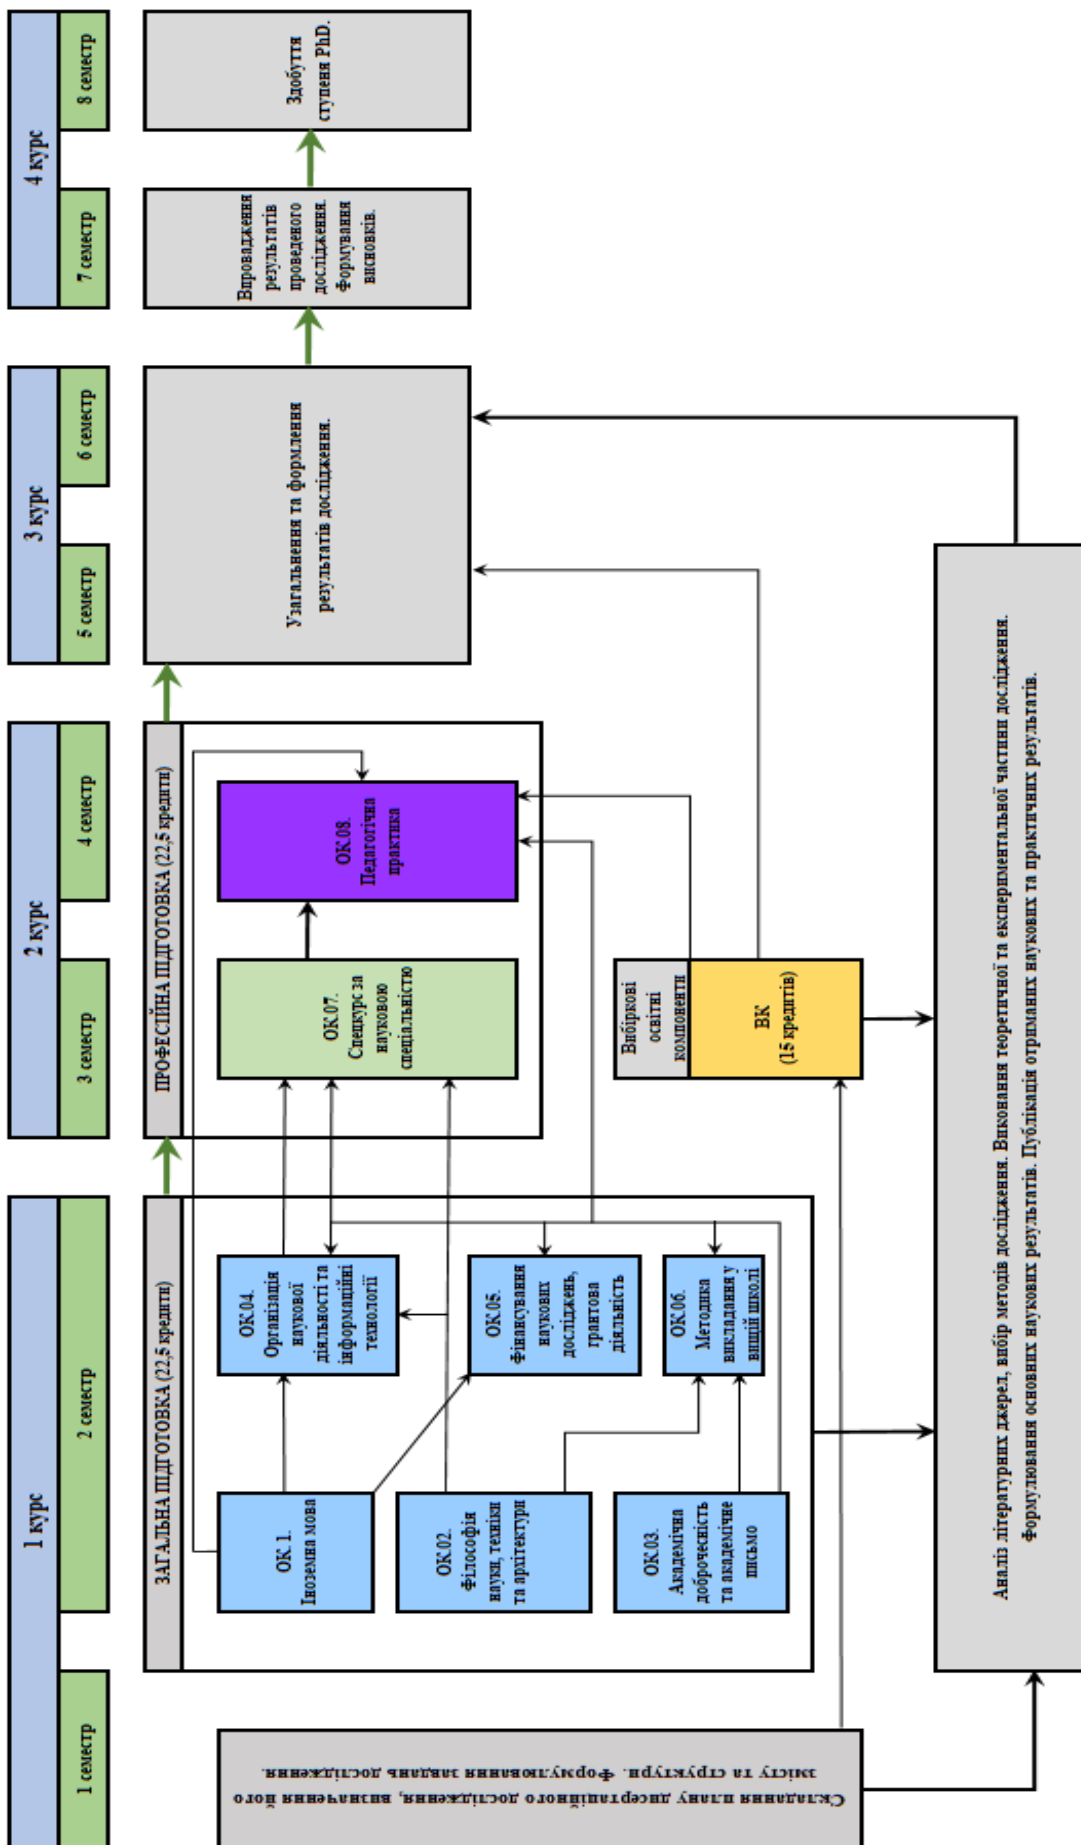 1 курс
2 курс
3 курс
4 курс
1 семестр
2 семестр
3 семестр
4 семестр
5 семестр
6 семестр
7 семестр
8 семестр
ЗАГАЛЬНА ПІДГОТОВКА (22,5 кредити)
ПРОФЕСІЙНА ПІДГОТОВКА (22,5 кредити)
Складання плану дисертаційного дослідження, визначення його
змісту та структури. Формулювання завдань дослідження.
ОК.1.
Іноземна мова
ОК.02.
Філософія
науки, техніки
та архітектури
ОК.03.
Академічна
доброчесність
та академічне
письмо
ОК.04.
Організація
наукової
діяльності та
інформаційні
технології
ОК.05.
Фінансування
наукових
досліджень,
грантова
діяльність
ОК.06.
Методика
викладання у
вищій школі
ОК.07.
Спецкурс за
науковою
спеціальністю
ОК.08.
Педагогічна
практика
Вибіркові
освітні
компоненти
ВК
(15 кредитів)
Узагальнення та формлення
результатів дослідження.
Впровадження
результатів
проведеного
дослідження.
Формування
висновків.
Здобуття
ступеня PhD.
Аналіз літературних джерел, вибір методів дослідження. Виконання теоретичної та експериментальної частини дослідження.
Формулювання основних наукових результатів. Публікація отриманих наукових та практичних результатів.